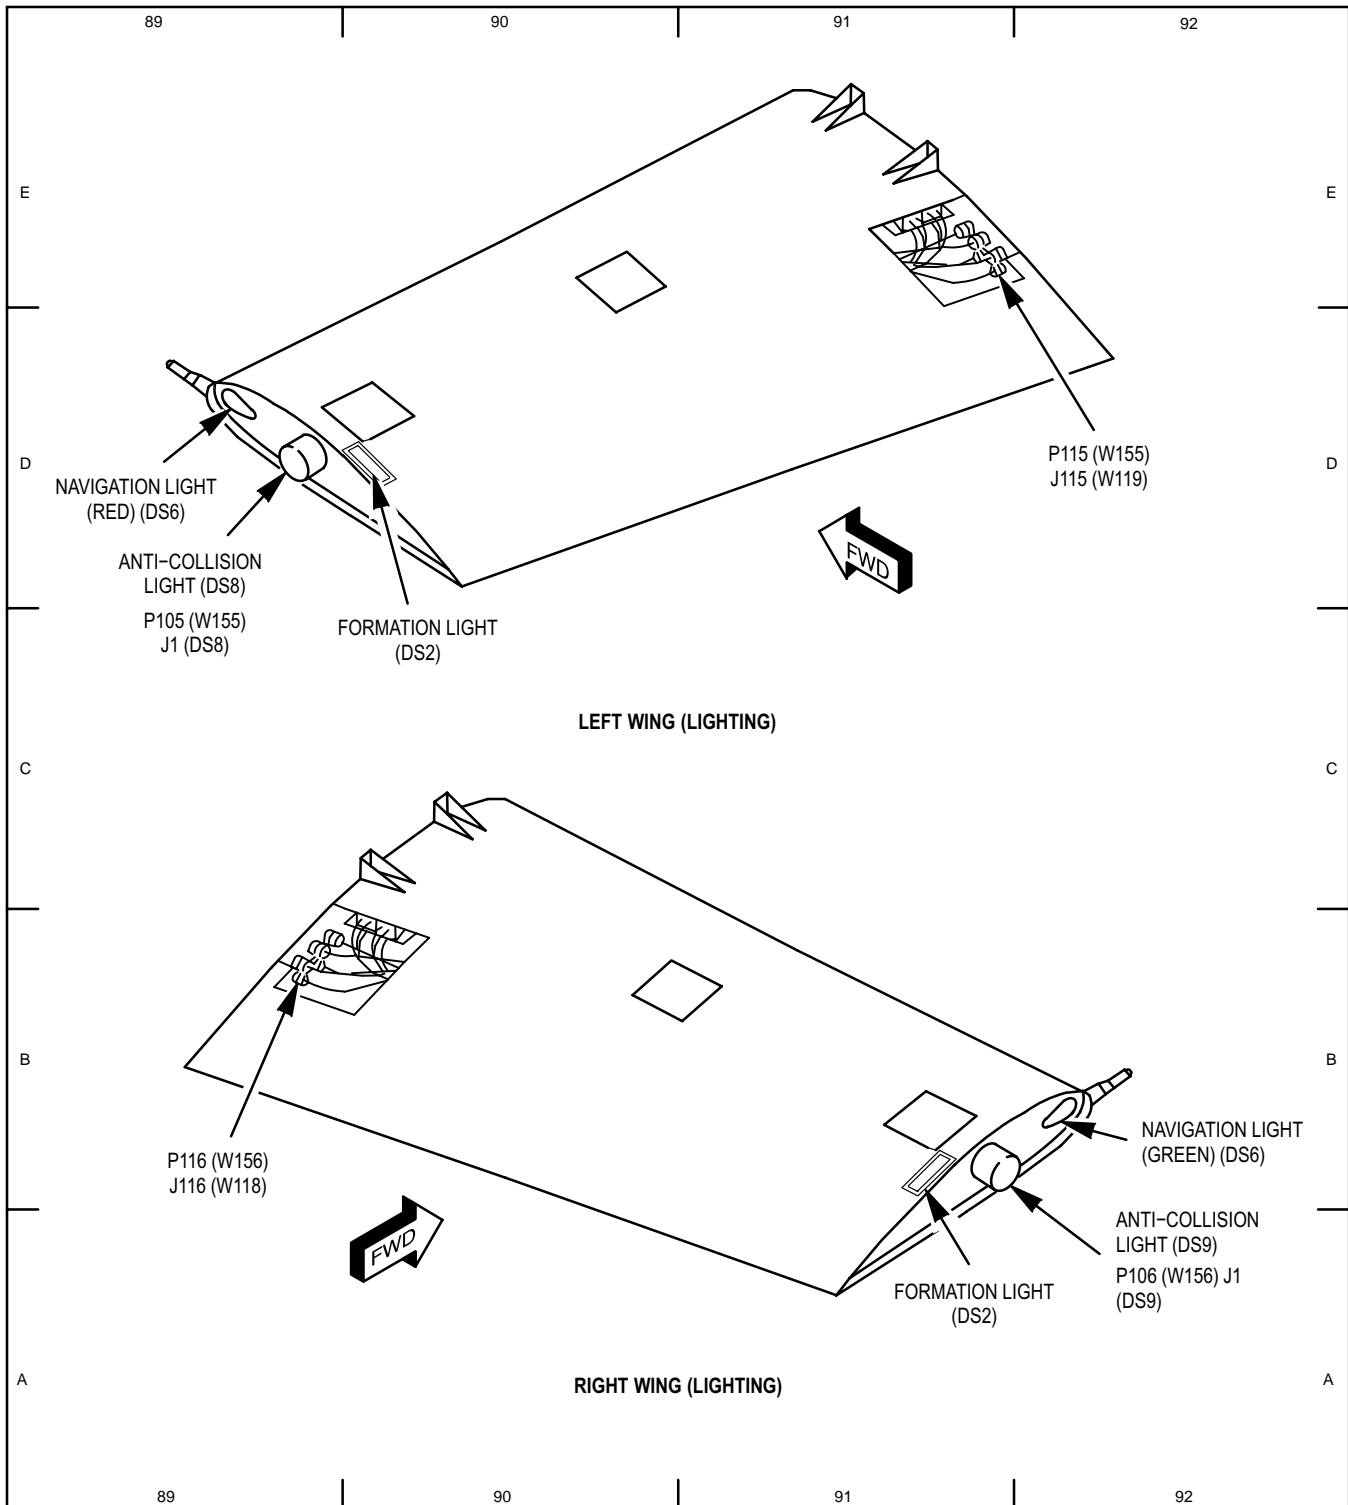 89 90 91 92
E E
D D
P115 (W155)
J115 (W119)
NAVIGATION LIGHT
(RED) (DS6)
ANTI−COLLISION
LIGHT (DS8)
P105 (W155)
J1 (DS8)
FORMATION LIGHT
(DS2)
FWD
LEFT WING (LIGHTING)
C C
B B
P116 (W156)
J116 (W118)
FWD
NAVIGATION LIGHT
(GREEN) (DS6)
ANTI−COLLISION
LIGHT (DS9)
P106 (W156) J1
(DS9)
FORMATION LIGHT
(DS2)
RIGHT WING (LIGHTING)
A A
89 90 91 92